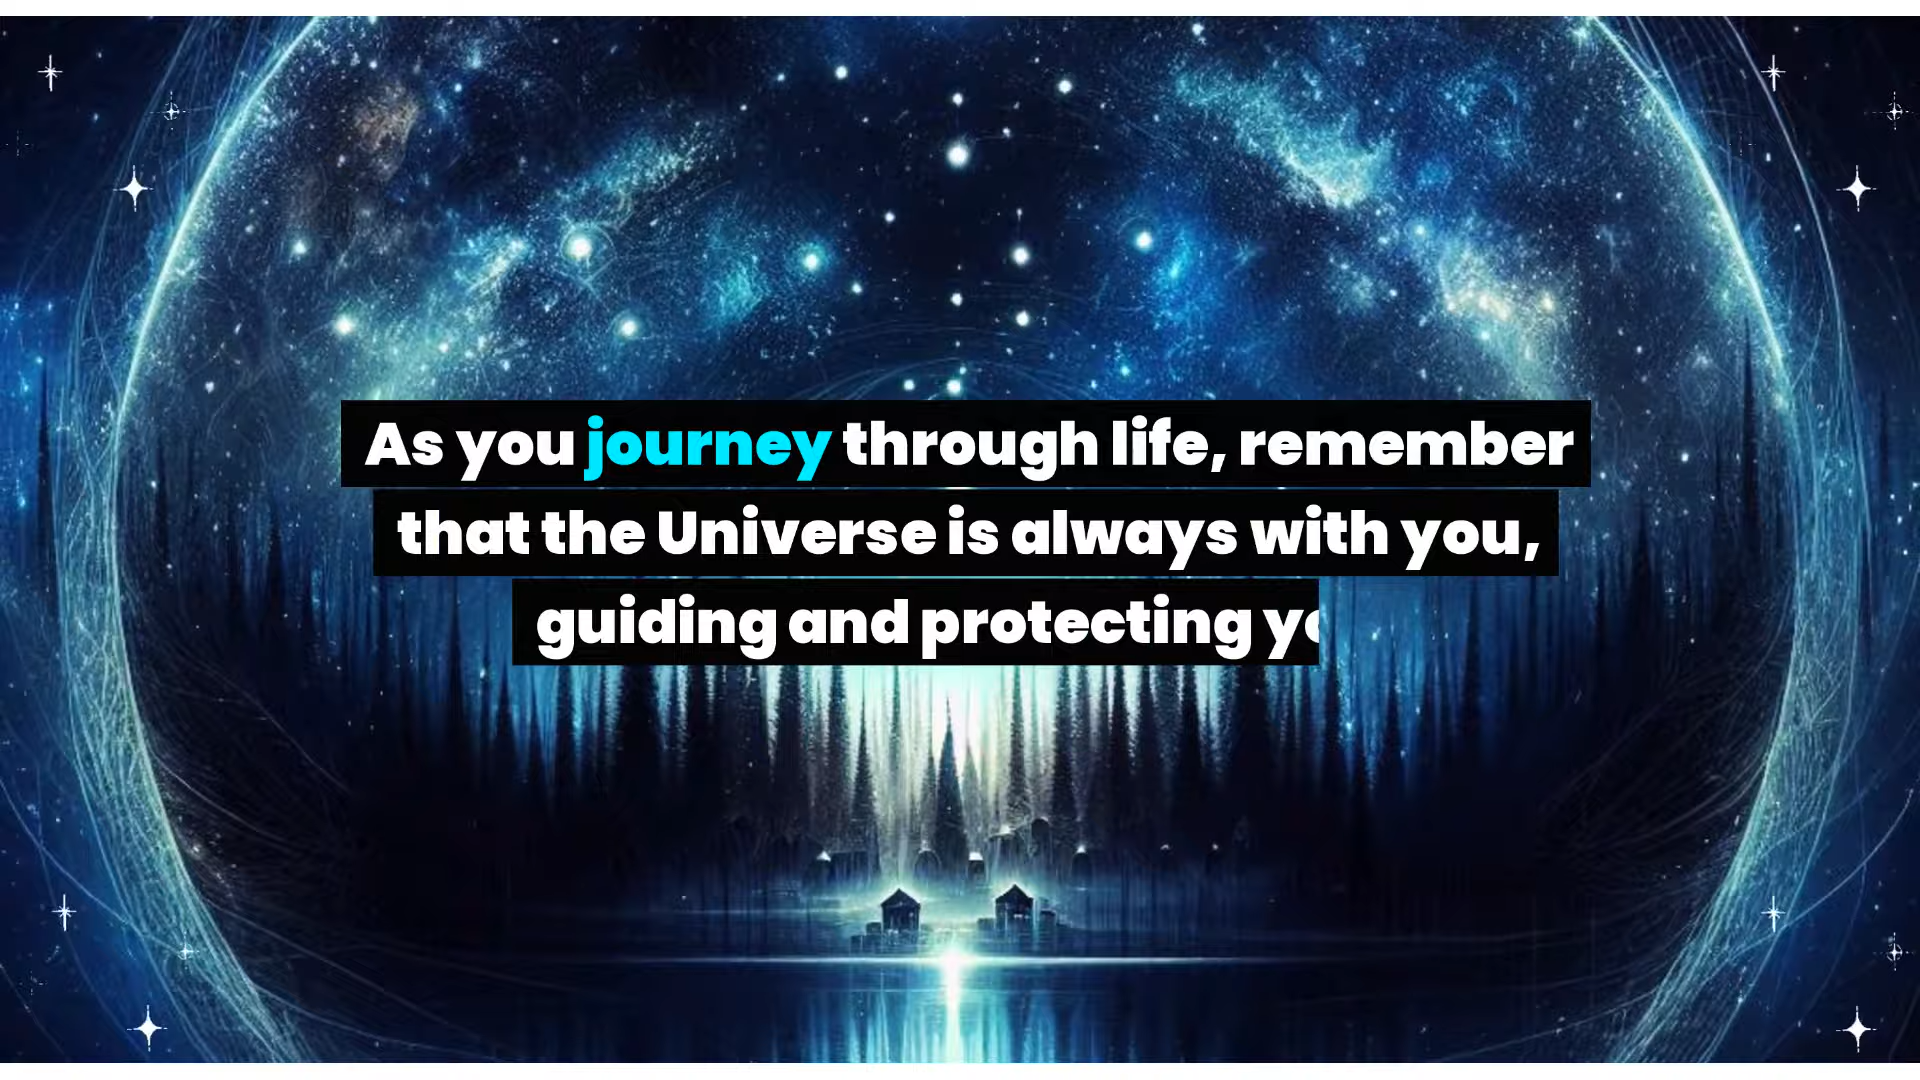 As you journey through life, remember
that the Universe is always with you,
guiding and protecting